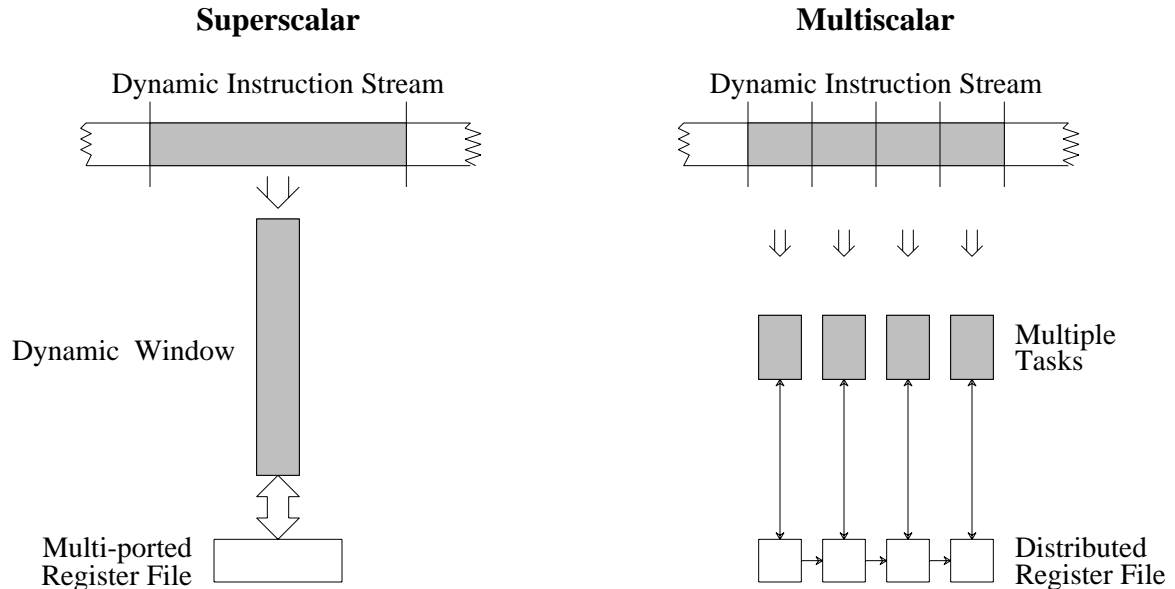 Superscalar
Dynamic Instruction Stream
Dynamic Window
Multi-ported
Register File
Multiscalar
Dynamic Instruction Stream
Multiple
Tasks
Distributed
Register File